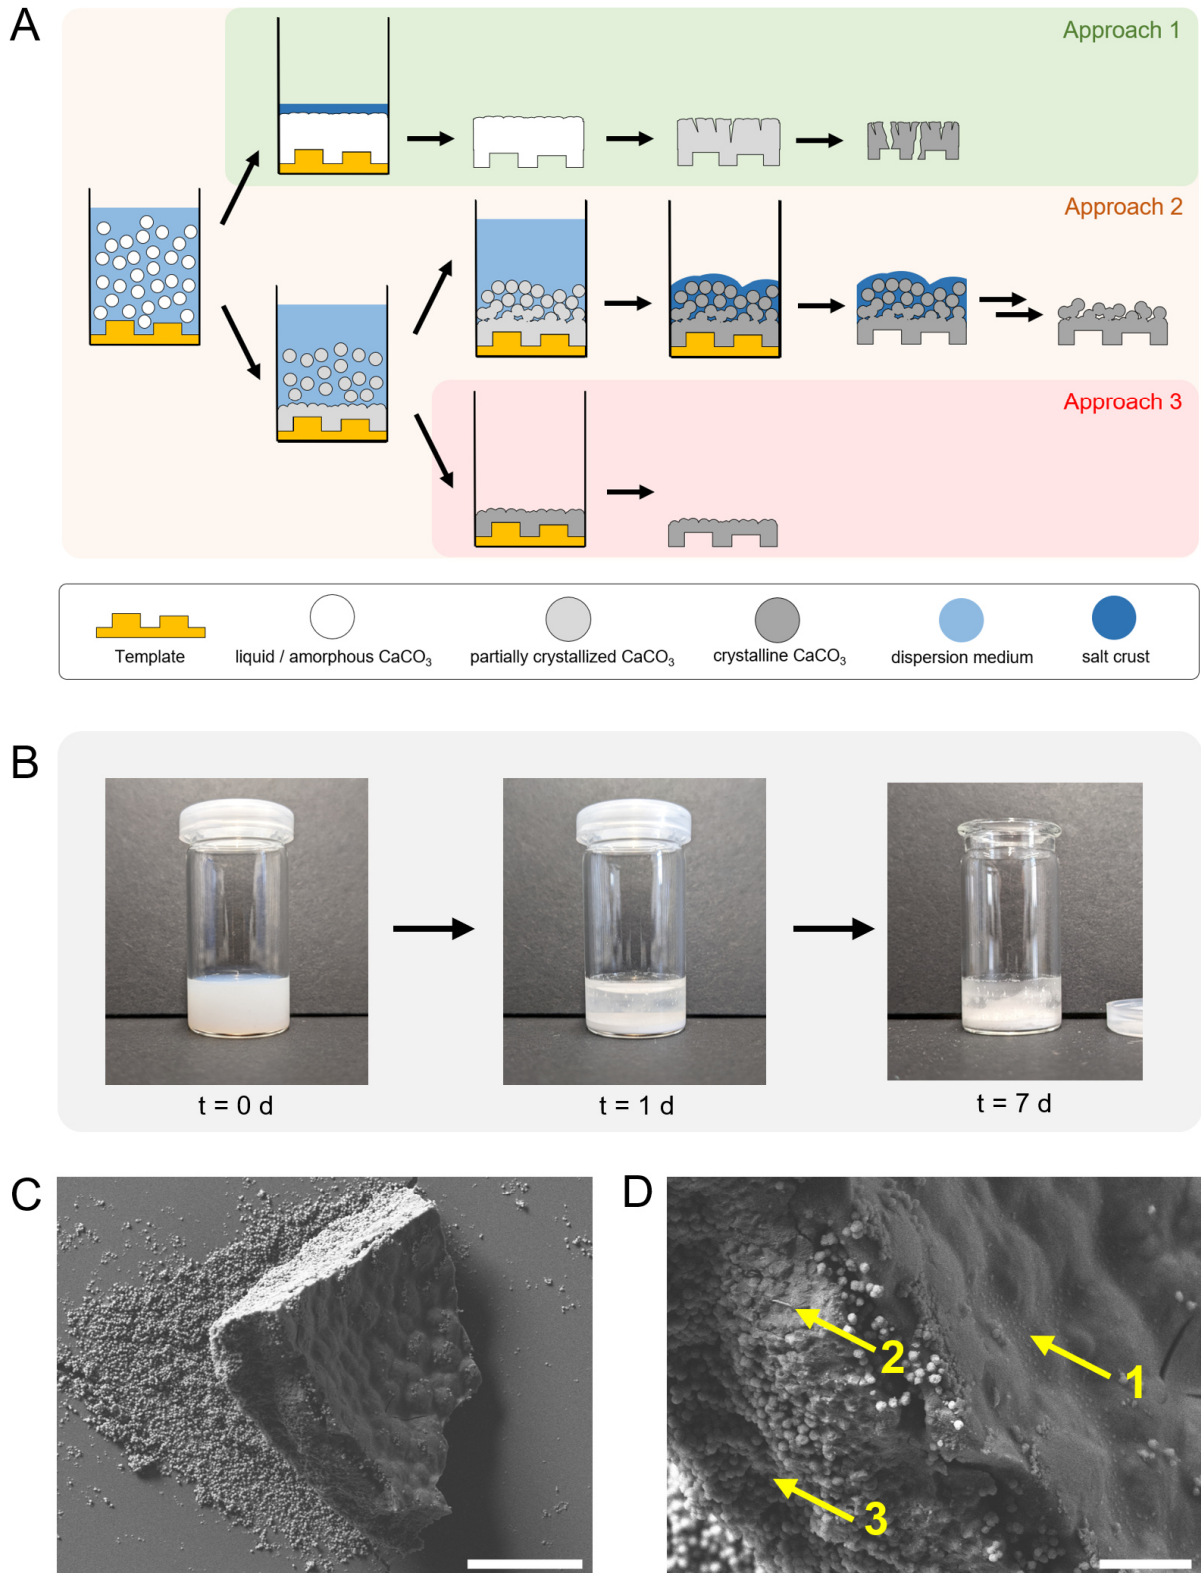 A
Approach 1
Approach 2
Approach 3
Template
liquid / amorphous CaCO₃
partially crystallized CaCO₃
crystalline CaCO₃
dispersion medium
salt crust
B
t = 0 d
t = 1 d
t = 7 d
C
D
1
2
3